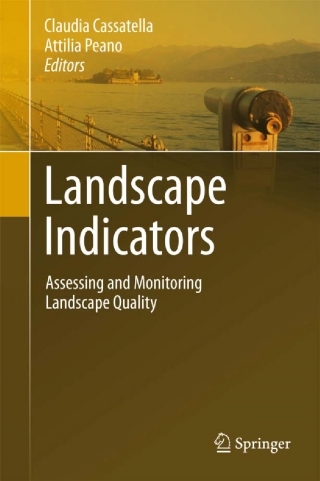 Claudia Cassatella
Attilia Peano
Editors
Landscape
Indicators
Assessing and Monitoring
Landscape Quality
Springer